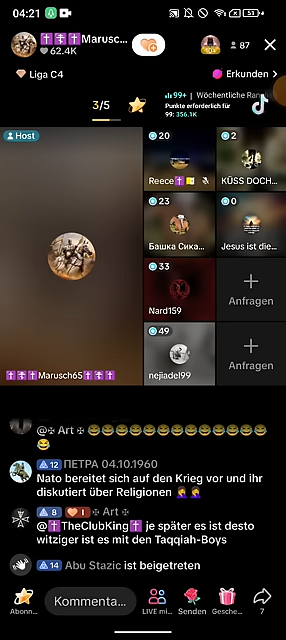 04:21
51
✝️✝️✝️Marusc...
62.4K
87
Liga C4
Erkunden >
3/5
99+ | Wöchentliche Ran
Punkte erforderlich für
99: 356.1K
Host
20
2
Reece✝️
KÜSS DOCH...
23
0
Башка Сика...
Jesus ist die...
33
Nard159
Anfragen
49
nejiadel99
Anfragen
✝️✝️✝️Marusch65✝️✝️✝️
@✠ Art ✠ 😂😂😂😂😂😂😂😂😂😂😂😂😂
😂
12 ПЕТРА 04.10.1960
Nato bereitet sich auf den Krieg vor und ihr
diskutiert über Religionen 🤦‍♀️🤦‍♀️
8 I ✠ Art ✠
@✝️TheClubKing✝️ je später es ist desto
witziger ist es mit den Taqqiah-Boys
14 Abu Stazic ist beigetreten
Abonn...
Kommenta...
LIVE mi...
Senden
Gesche...
7